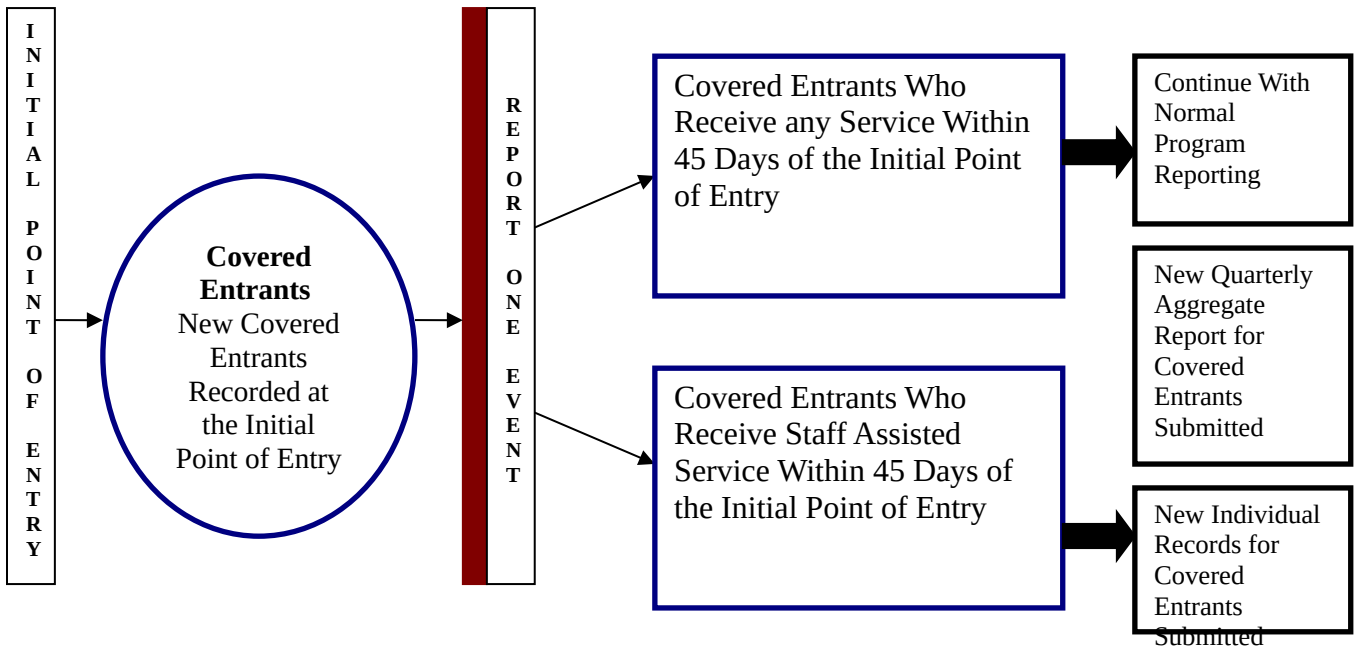 INITIAL POINT OF ENTRY
Covered
Entrants
New Covered
Entrants
Recorded at
the Initial
Point of Entry
REPORT ONE EVENT
Covered Entrants Who
Receive any Service Within
45 Days of the Initial Point
of Entry
Covered Entrants Who
Receive Staff Assisted
Service Within 45 Days of
the Initial Point of Entry
Continue With
Normal
Program
Reporting
New Quarterly
Aggregate
Report for
Covered
Entrants
Submitted
New Individual
Records for
Covered
Entrants
Submitted